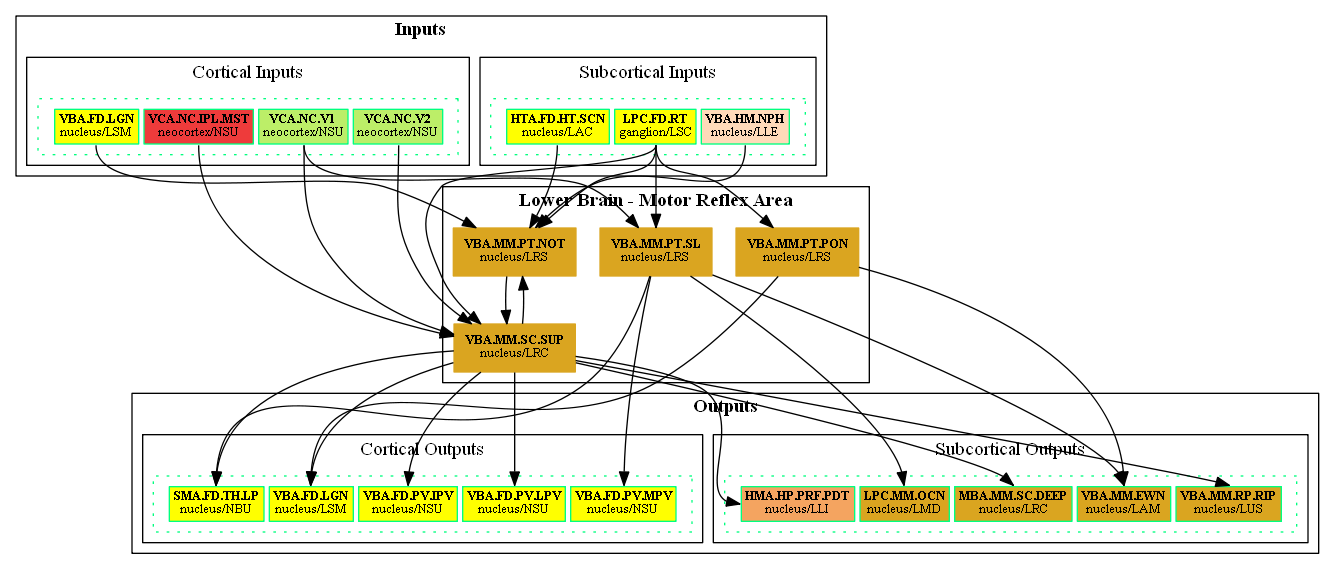 Inputs
Cortical Inputs
Subcortical Inputs
VBA.FD.LGN
nucleus/LSM
VCA.NC.IPL.MST
neocortex/NSU
VCA.NC.V1
neocortex/NSU
VCA.NC.V2
neocortex/NSU
HTA.FD.HT.SCN
nucleus/LAC
LPC.FD.RT
ganglion/LSC
VBA.HM.NPH
nucleus/LLE
Lower Brain - Motor Reflex Area
VBA.MM.PT.NOT
nucleus/LRS
VBA.MM.PT.SL
nucleus/LRS
VBA.MM.PT.PON
nucleus/LRS
VBA.MM.SC.SUP
nucleus/LRC
Outputs
Cortical Outputs
Subcortical Outputs
SMA.FD.TH.LP
nucleus/NBU
VBA.FD.LGN
nucleus/LSM
VBA.FD.PV.IPV
nucleus/NSU
VBA.FD.PV.LPV
nucleus/NSU
VBA.FD.PV.MPV
nucleus/NSU
HMA.HP.PRF.PDT
nucleus/LLI
LPC.MM.OCN
nucleus/LMD
MBA.MM.SC.DEEP
nucleus/LRC
VBA.MM.EWN
nucleus/LAM
VBA.MM.RP.RIP
nucleus/LUS